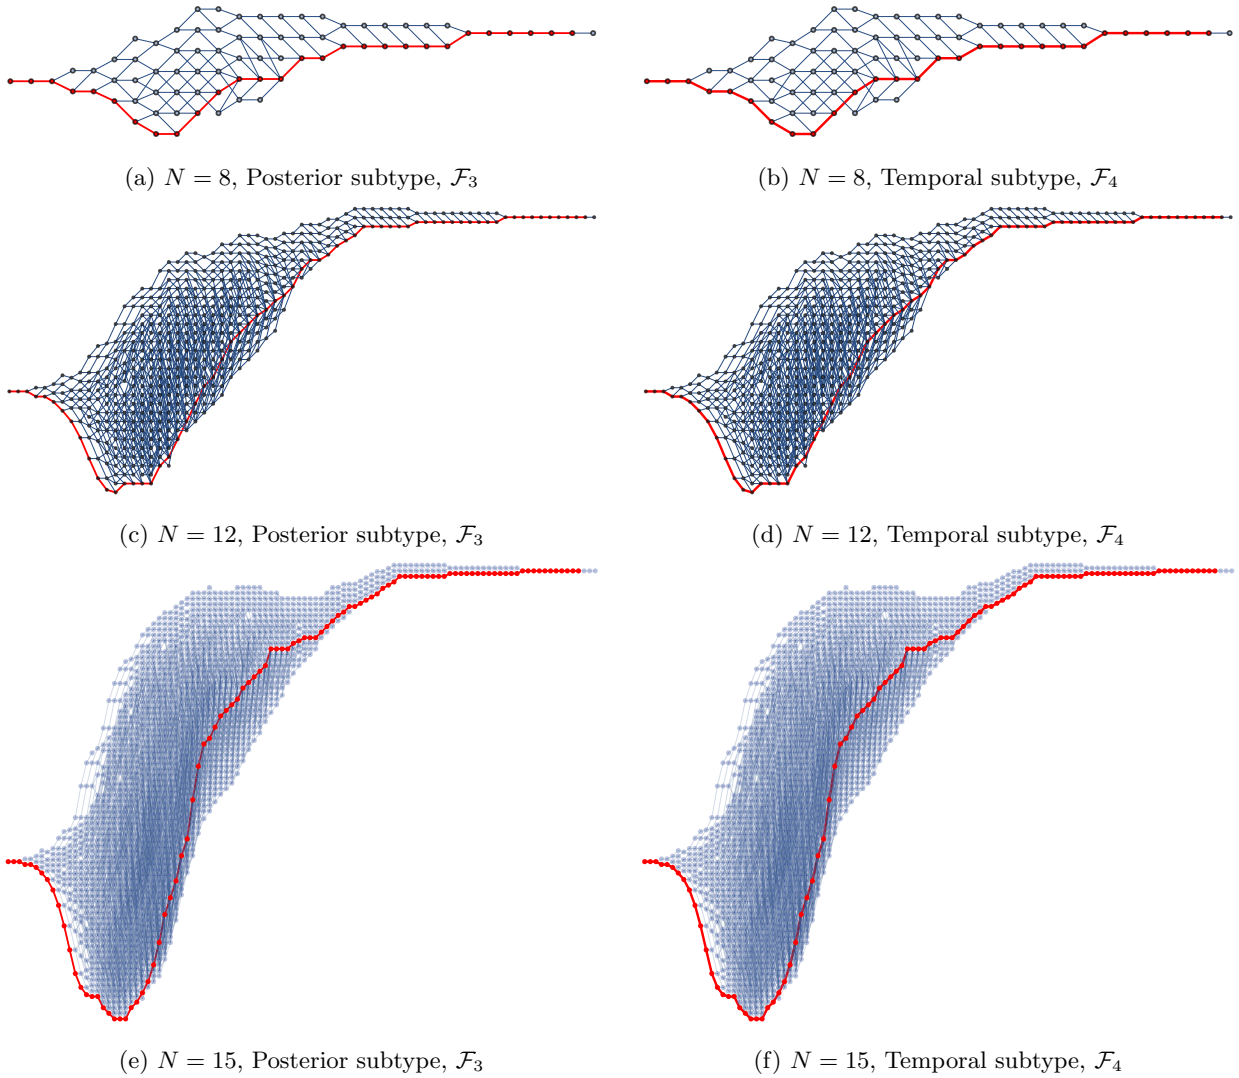 (a) N = 8, Posterior subtype, F₃
(b) N = 8, Temporal subtype, F₄
(c) N = 12, Posterior subtype, F₃
(d) N = 12, Temporal subtype, F₄
(e) N = 15, Posterior subtype, F₃
(f) N = 15, Temporal subtype, F₄